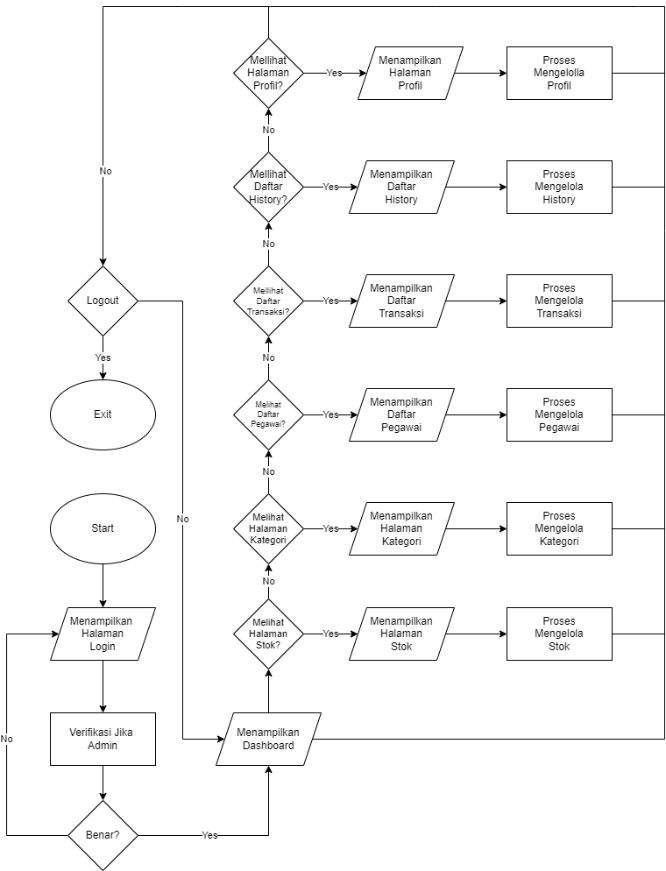 Mellihat
Halaman
Profil?
Yes
Menampilkan
Halaman
Profil
Proses
Mengelolla
Profil
No
No
Mellihat
Daftar
History?
Yes
Menampilkan
Daftar
History
Proses
Mengelola
History
No
Logout
Mellihat
Daftar
Transaksi?
Yes
Menampilkan
Daftar
Transaksi
Proses
Mengelola
Transaksi
Yes
No
Exit
Melihat
Daftar
Pegawai?
Yes
Menampilkan
Daftar
Pegawai
Proses
Mengelola
Pegawai
No
No
Start
Melihat
Halaman
Kategori
Yes
Menampilkan
Halaman
Kategori
Proses
Mengelola
Kategori
No
Menampilkan
Halaman
Login
Melihat
Halaman
Stok?
Yes
Menampilkan
Halaman
Stok
Proses
Mengelola
Stok
No
Verifikasi Jika
Admin
Menampilkan
Dashboard
Benar?
Yes